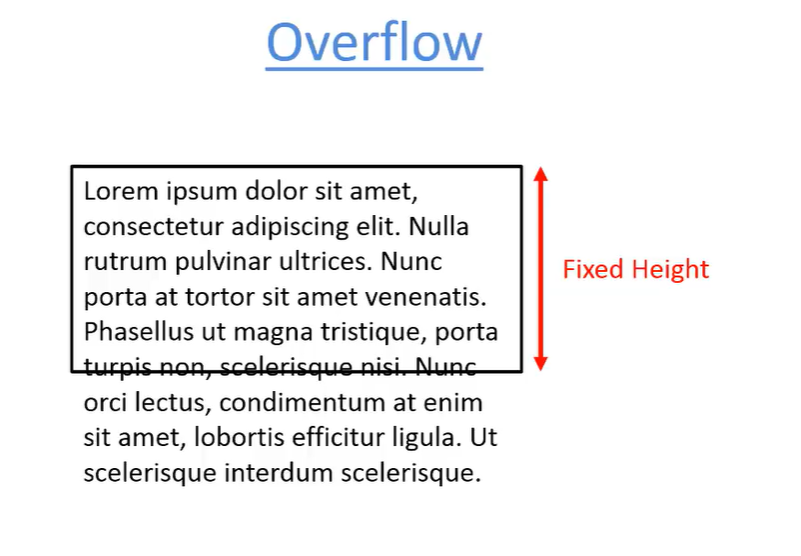 Overflow
Lorem ipsum dolor sit amet,
consectetur adipiscing elit. Nulla
rutrum pulvinar ultrices. Nunc
porta at tortor sit amet venenatis.
Phasellus ut magna tristique, porta
turpis non, scelerisque nisi. Nunc
orci lectus, condimentum at enim
sit amet, lobortis efficitur ligula. Ut
scelerisque interdum scelerisque.
Fixed Height